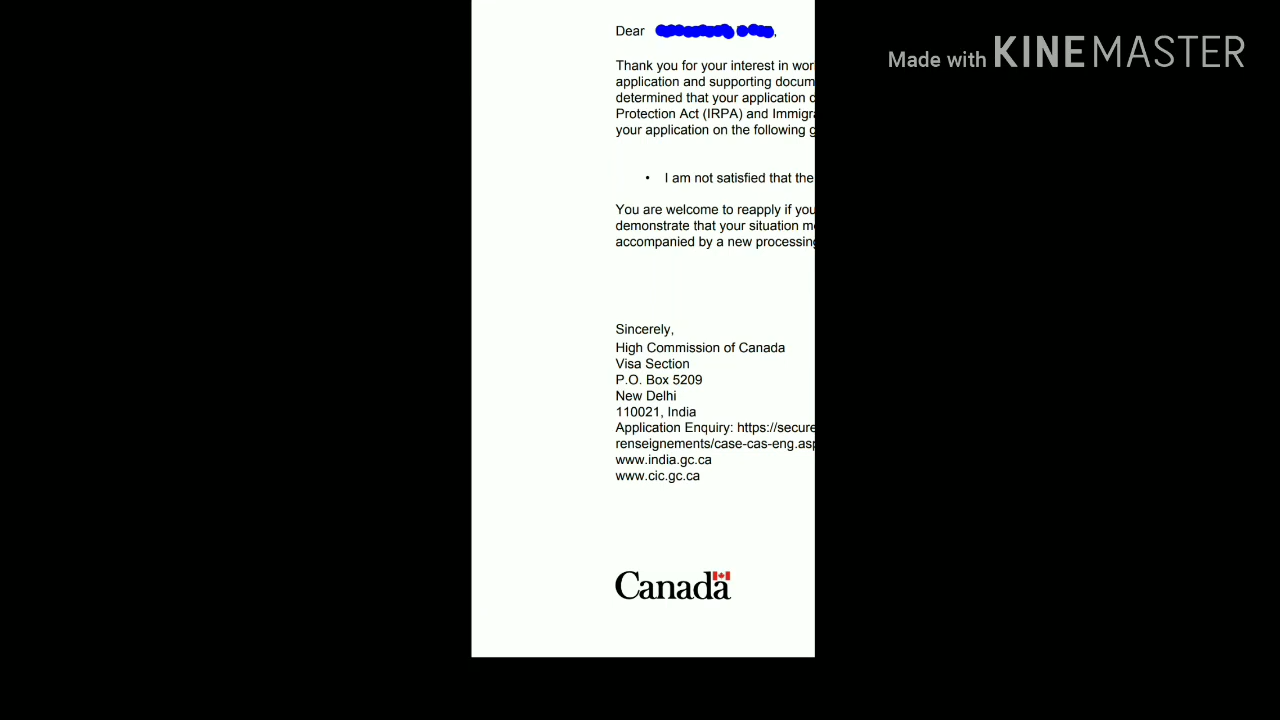 Dear ,
Thank you for your interest in wor
application and supporting docum
determined that your application
Protection Act (IRPA) and Immigra
your application on the following
• I am not satisfied that the
You are welcome to reapply if you
demonstrate that your situation
accompanied by a new processing
Sincerely,
High Commission of Canada
Visa Section
P.O. Box 5209
New Delhi
110021, India
Application Enquiry: https://secure
renseignements/case-cas-eng.asp
www.india.gc.ca
www.cic.gc.ca
Canada
Made with KINEMASTER